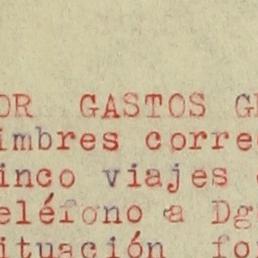 OR GASTOS G
imbres corre
inco viajes
eléfono a Dg
ituación fo